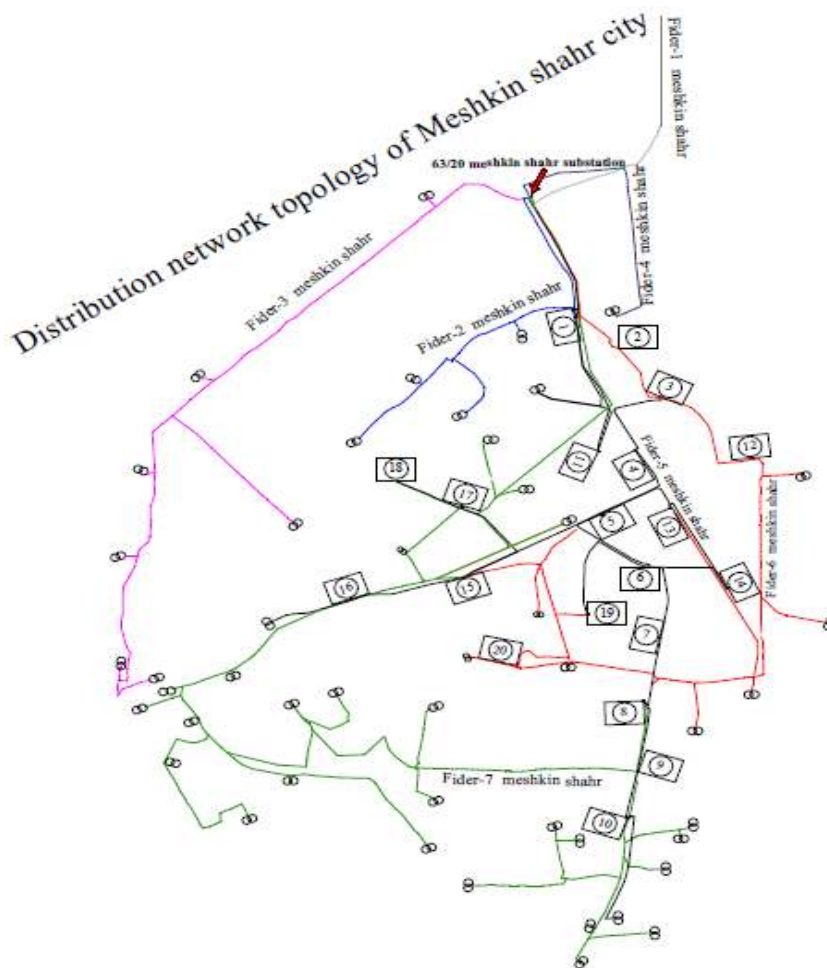 Distribution network topology of Meshkin shahr city
Fider-1 meshkin shahr
63/20 meshkin shahr substation
Fider-4 meshkin shahr
Fider-3 meshkin shahr
Fider-2 meshkin shahr
1
2
3
12
11
18
4
Fider-5 meshkin shahr
17
5
13
Fider-6 meshkin shahr
6
14
16
15
19
7
20
8
9
Fider-7 meshkin shahr
10